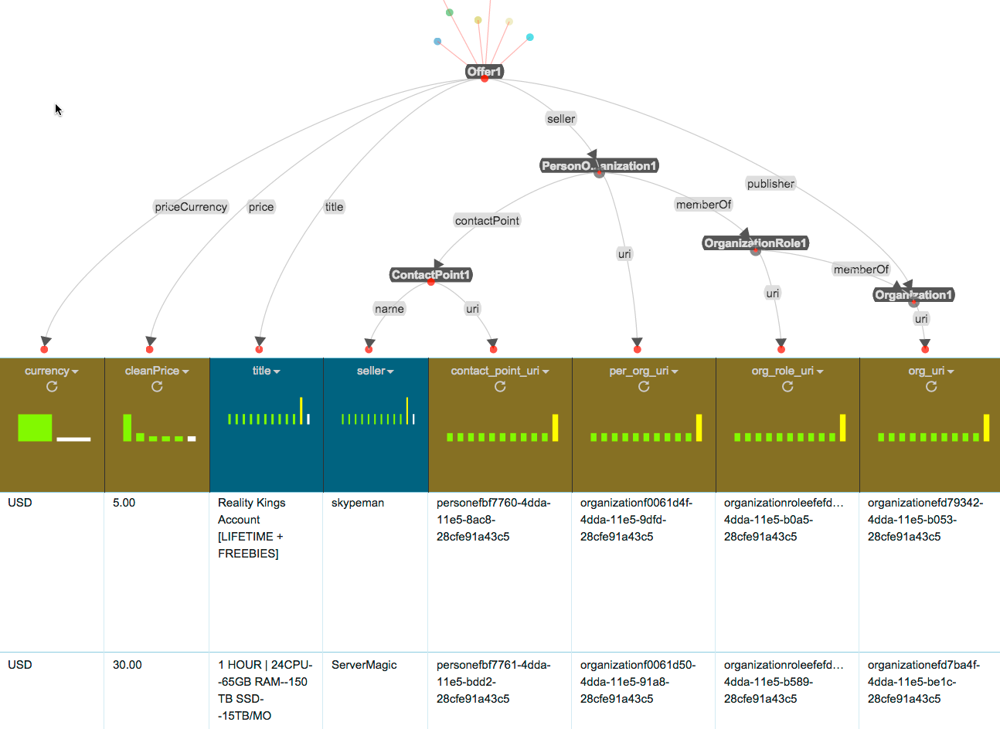 Offer1
seller
PersonO...anization1
publisher
priceCurrency
price
title
memberOf
contactPoint
OrganizationRole1
uri
memberOf
ContactPoint1
uri
Organization1
name
uri
uri
currency
cleanPrice
title
seller
contact_point_uri
per_org_uri
org_role_uri
org_uri
USD
5.00
Reality Kings
Account
[LIFETIME +
FREEBIES]
skypeman
personefbf7760-4dda-
11e5-8ac8-
28cfe91a43c5
organizationf0061d4f-
4dda-11e5-9dfd-
28cfe91a43c5
organizationroleefefd...
4dda-11e5-b0a5-
28cfe91a43c5
organizationefd79342-
4dda-11e5-b053-
28cfe91a43c5
USD
30.00
1 HOUR | 24CPU-
-65GB RAM--150
TB SSD-
-15TB/MO
ServerMagic
personefbf7761-4dda-
11e5-bdd2-
28cfe91a43c5
organizationf0061d50-
4dda-11e5-91a8-
28cfe91a43c5
organizationroleefefd...
4dda-11e5-b589-
28cfe91a43c5
organizationefd7ba4f-
4dda-11e5-be1c-
28cfe91a43c5